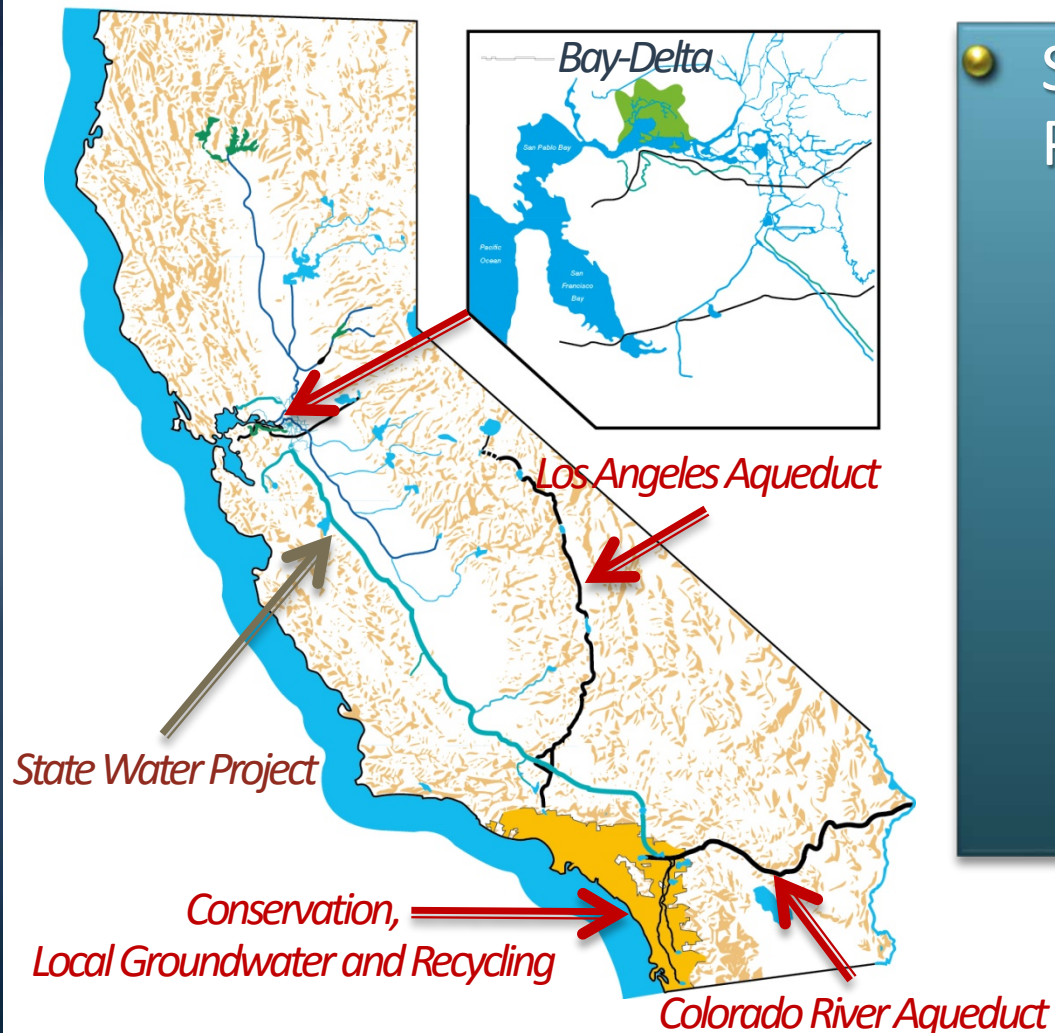 Bay-Delta
San Pablo Bay
Pacific
Ocean
San
Francisco
Bay
Los Angeles Aqueduct
State Water Project
Conservation,
Local Groundwater and Recycling
Colorado River Aqueduct